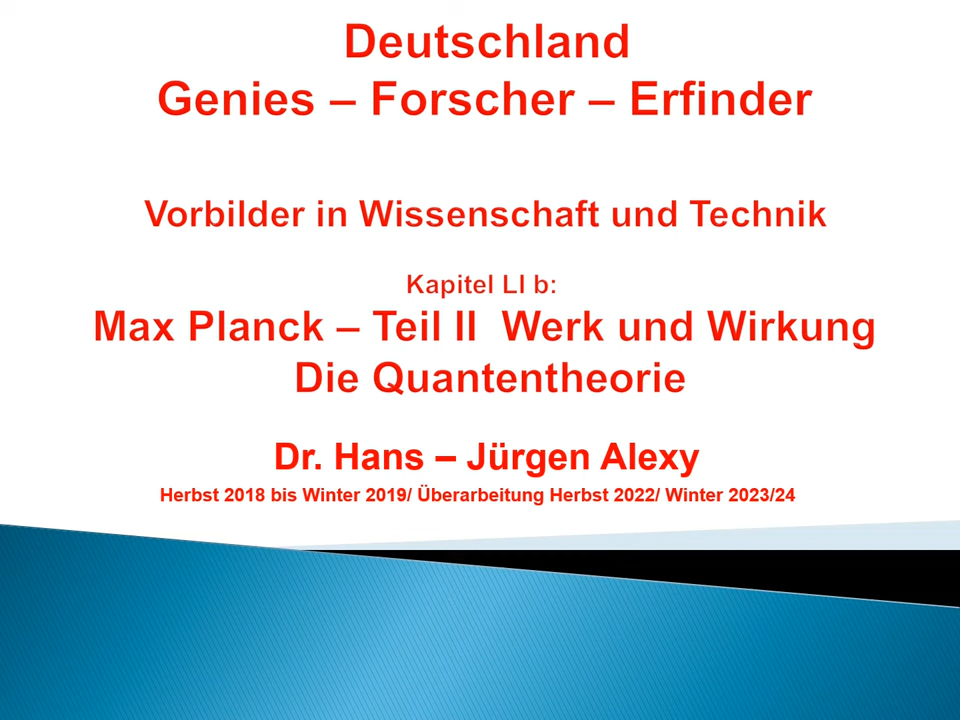 Deutschland
Genies – Forscher – Erfinder
Vorbilder in Wissenschaft und Technik
Kapitel LI b:
Max Planck – Teil II Werk und Wirkung
Die Quantentheorie
Dr. Hans – Jürgen Alexy
Herbst 2018 bis Winter 2019/ Überarbeitung Herbst 2022/ Winter 2023/24